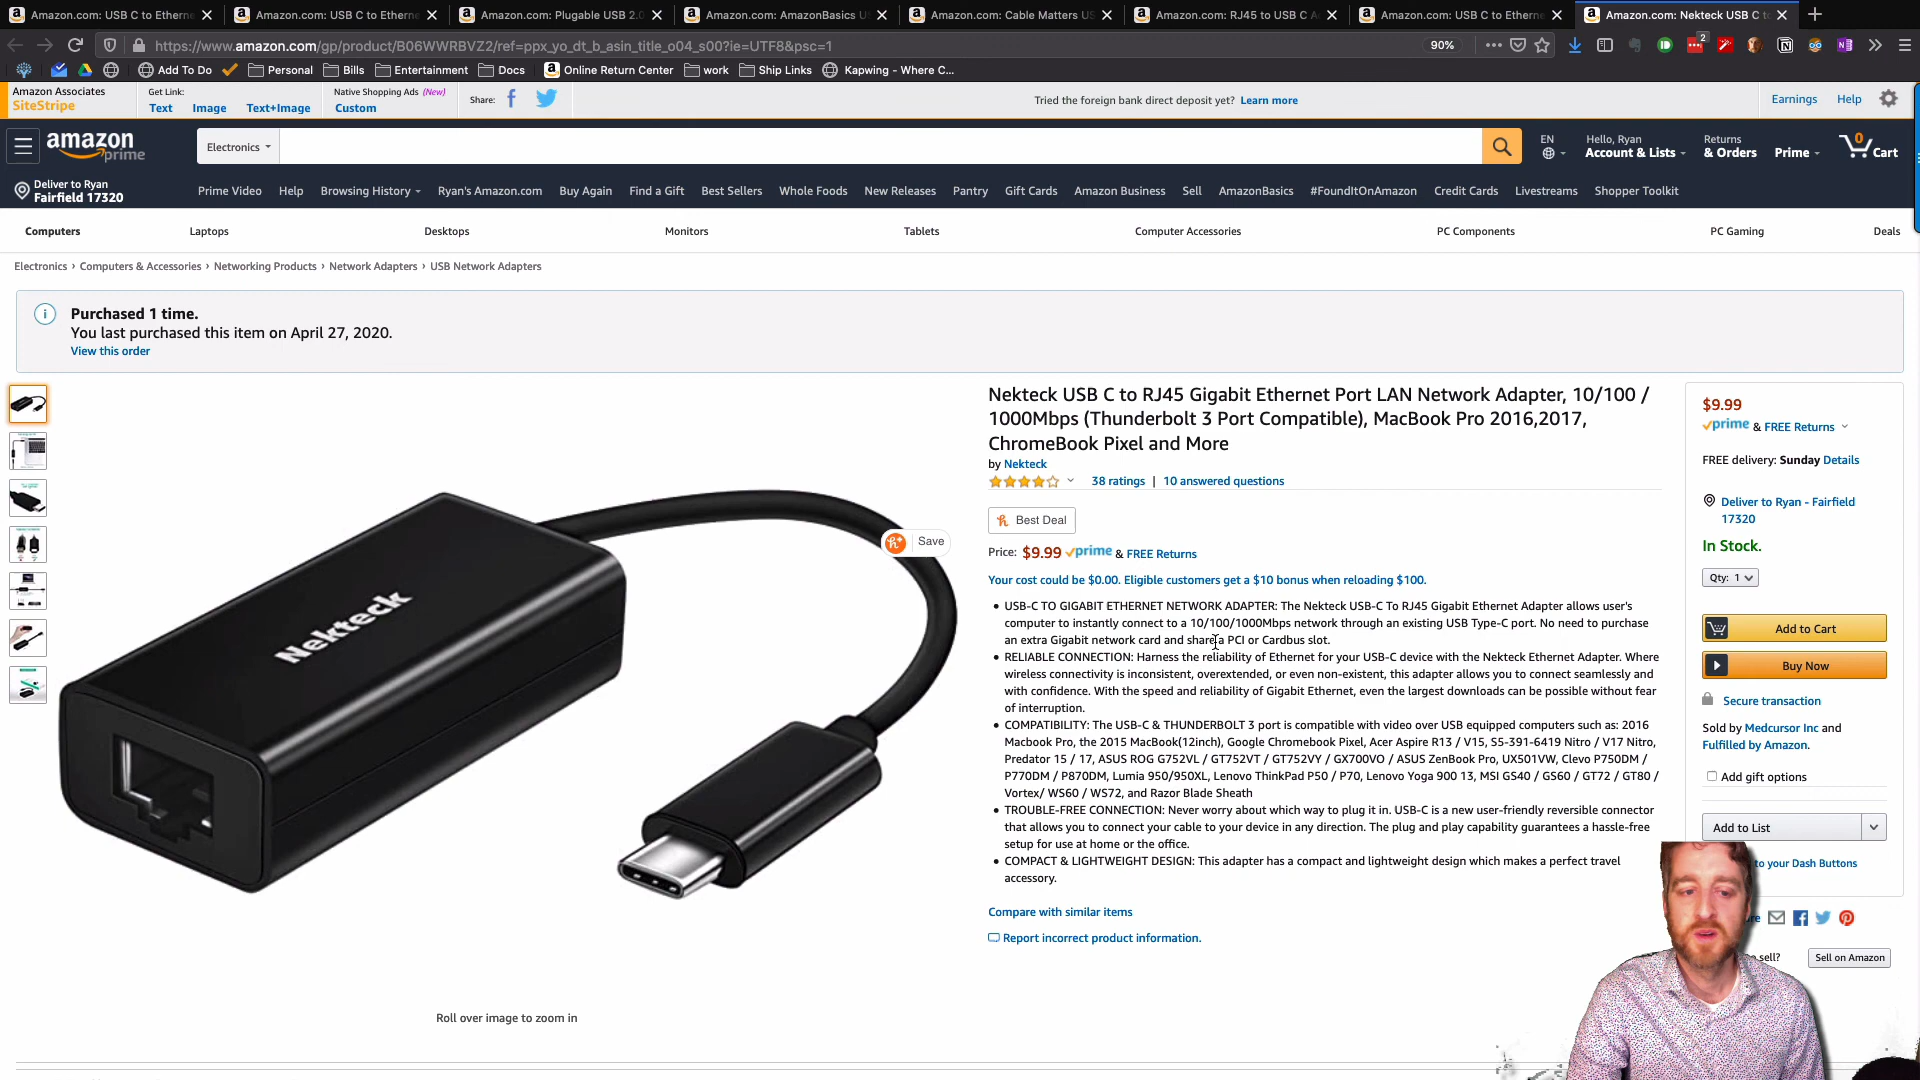 Amazon.com: USB C to Etherne
Amazon.com: USB C to Etherne
Amazon.com: Plugable USB 2.0
Amazon.com: AmazonBasics U
Amazon.com: Cable Matters US
Amazon.com: RJ45 to USB C A
Amazon.com: USB C to Etherne
Amazon.com: Nekteck USB C to
https://www.amazon.com/gp/product/B06WWRBVZ2/ref=ppx_yo_dt_b_asin_title_o04_s00?ie=UTF8&psc=1
90%
2
Add To Do
Personal
Bills
Entertainment
Docs
Online Return Center
work
Ship Links
Kapwing - Where C...
Amazon Associates
SiteStripe
Get Link:
Text
Image
Text+Image
Native Shopping Ads (New)
Custom
Share:
Tried the foreign bank direct deposit yet? Learn more
Earnings
Help
amazon
prime
Electronics
EN
Hello, Ryan
Account & Lists
Returns
& Orders
Prime
0
Cart
Deliver to Ryan
Fairfield 17320
Prime Video
Help
Browsing History
Ryan's Amazon.com
Buy Again
Find a Gift
Best Sellers
Whole Foods
New Releases
Pantry
Gift Cards
Amazon Business
Sell
AmazonBasics
#FoundItOnAmazon
Credit Cards
Livestreams
Shopper Toolkit
Computers
Laptops
Desktops
Monitors
Tablets
Computer Accessories
PC Components
PC Gaming
Deals
Electronics › Computers & Accessories › Networking Products › Network Adapters › USB Network Adapters
Purchased 1 time.
You last purchased this item on April 27, 2020.
View this order
Nekteck
Save
Roll over image to zoom in
Nekteck USB C to RJ45 Gigabit Ethernet Port LAN Network Adapter, 10/100 /
1000Mbps (Thunderbolt 3 Port Compatible), MacBook Pro 2016,2017,
ChromeBook Pixel and More
by Nekteck
38 ratings | 10 answered questions
Best Deal
Price: $9.99 prime & FREE Returns
Your cost could be $0.00. Eligible customers get a $10 bonus when reloading $100.
• USB-C TO GIGABIT ETHERNET NETWORK ADAPTER: The Nekteck USB-C To RJ45 Gigabit Ethernet Adapter allows user's
computer to instantly connect to a 10/100/1000Mbps network through an existing USB Type-C port. No need to purchase
an extra Gigabit network card and share a PCI or Cardbus slot.
• RELIABLE CONNECTION: Harness the reliability of Ethernet for your USB-C device with the Nekteck Ethernet Adapter. Where
wireless connectivity is inconsistent, overextended, or even non-existent, this adapter allows you to connect seamlessly and
with confidence. With the speed and reliability of Gigabit Ethernet, even the largest downloads can be possible without fear
of interruption.
• COMPATIBILITY: The USB-C & THUNDERBOLT 3 port is compatible with video over USB equipped computers such as: 2016
Macbook Pro, the 2015 MacBook(12inch), Google Chromebook Pixel, Acer Aspire R13 / V15, S5-391-6419 Nitro / V17 Nitro,
Predator 15 / 17, ASUS ROG G752VL / GT752VT / GT752VY / GX700VO / ASUS ZenBook Pro, UX501VW, Clevo P750DM /
P770DM / P870DM, Lumia 950/950XL, Lenovo ThinkPad P50 / P70, Lenovo Yoga 900 13, MSI GS40 / GS60 / GT72 / GT80 /
Vortex/ WS60 / WS72, and Razor Blade Sheath
• TROUBLE-FREE CONNECTION: Never worry about which way to plug it in. USB-C is a new user-friendly reversible connector
that allows you to connect your cable to your device in any direction. The plug and play capability guarantees a hassle-free
setup for use at home or the office.
• COMPACT & LIGHTWEIGHT DESIGN: This adapter has a compact and lightweight design which makes a perfect travel
accessory.
Compare with similar items
Report incorrect product information.
$9.99
prime & FREE Returns
FREE delivery: Sunday Details
Deliver to Ryan - Fairfield
17320
In Stock.
Qty: 1
Add to Cart
Buy Now
Secure transaction
Sold by Medcursor Inc and
Fulfilled by Amazon.
Add gift options
Add to List
to your Dash Buttons
re
sell?
Sell on Amazon